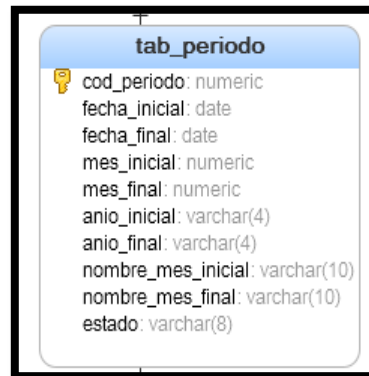 tab_periodo
cod_periodo: numeric
fecha_inicial: date
fecha_final: date
mes_inicial: numeric
mes_final: numeric
anio_inicial: varchar(4)
anio_final: varchar(4)
nombre_mes_inicial: varchar(10)
nombre_mes_final: varchar(10)
estado: varchar(8)